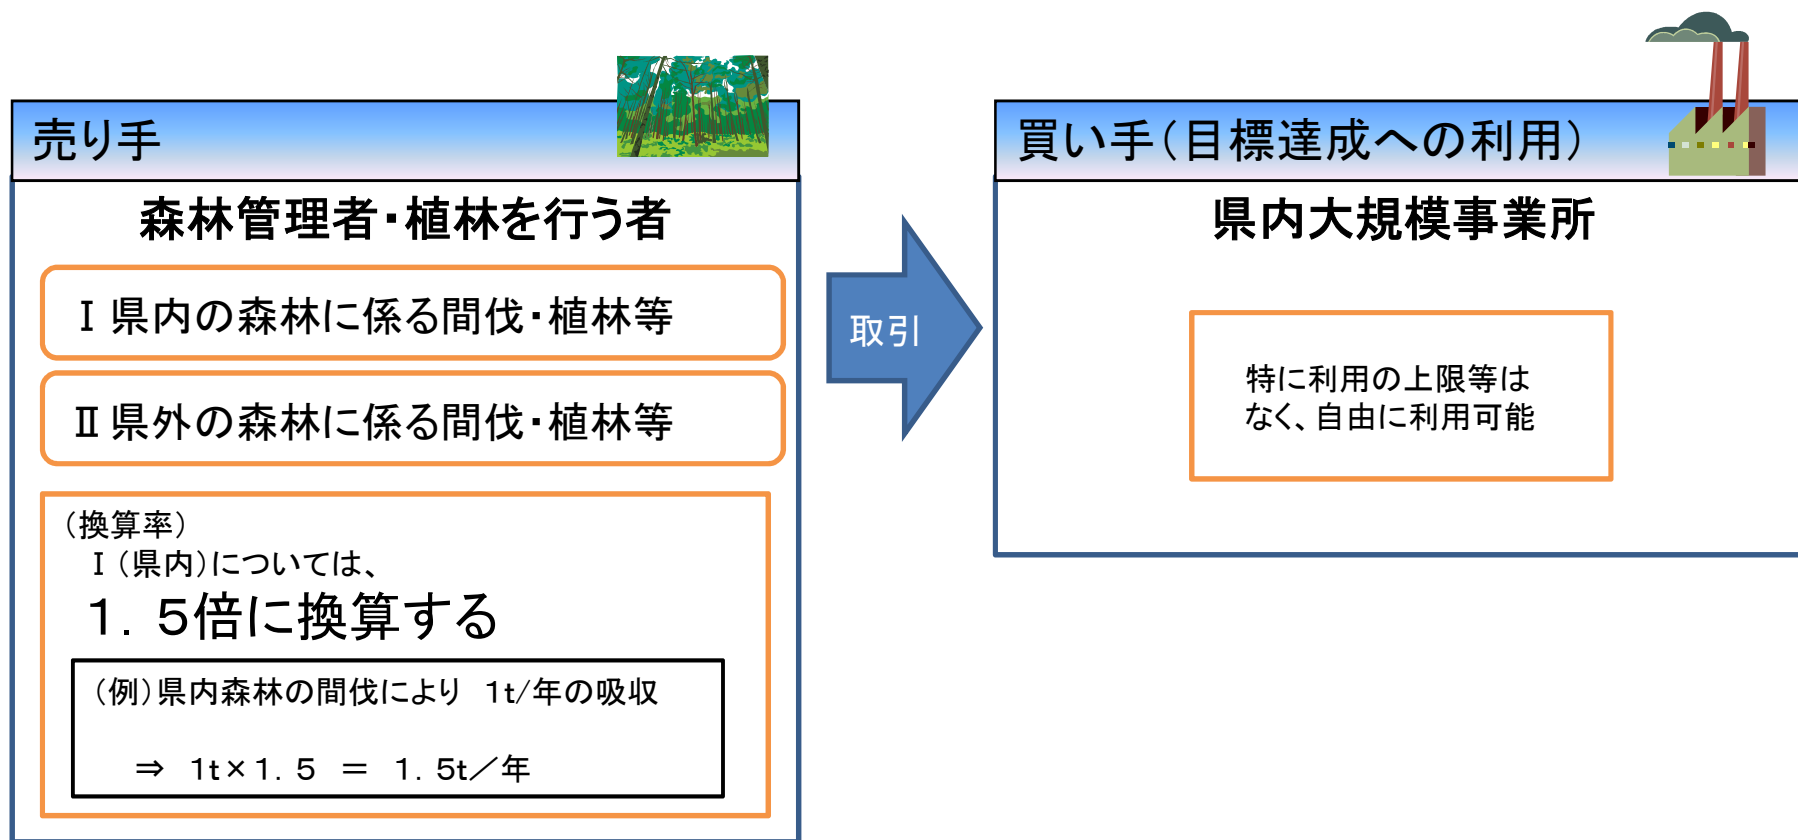 売り手
森林管理者・植林を行う者
Ⅰ 県内の森林に係る間伐・植林等
Ⅱ 県外の森林に係る間伐・植林等
（換算率）
Ⅰ（県内）については、
１．５倍に換算する
（例）県内森林の間伐により　1t/年の吸収
⇒　1t×1．5　＝　1．5t／年
取引
買い手（目標達成への利用）
県内大規模事業所
特に利用の上限等は
なく、自由に利用可能